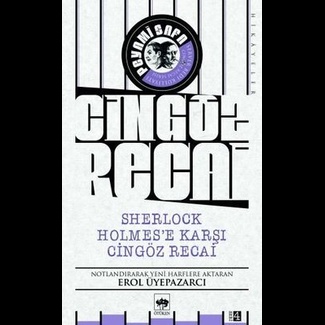 PEYAMİ SAFA
HİKAYELER
CİNGÖZ
RECAİ
SHERLOCK
HOLMES'E KARŞI
CİNGÖZ RECAİ
NOTLANDIRARAK YENİ HARFLERE AKTARAN
EROL ÜYEPAZARCI
ÖTÜKEN